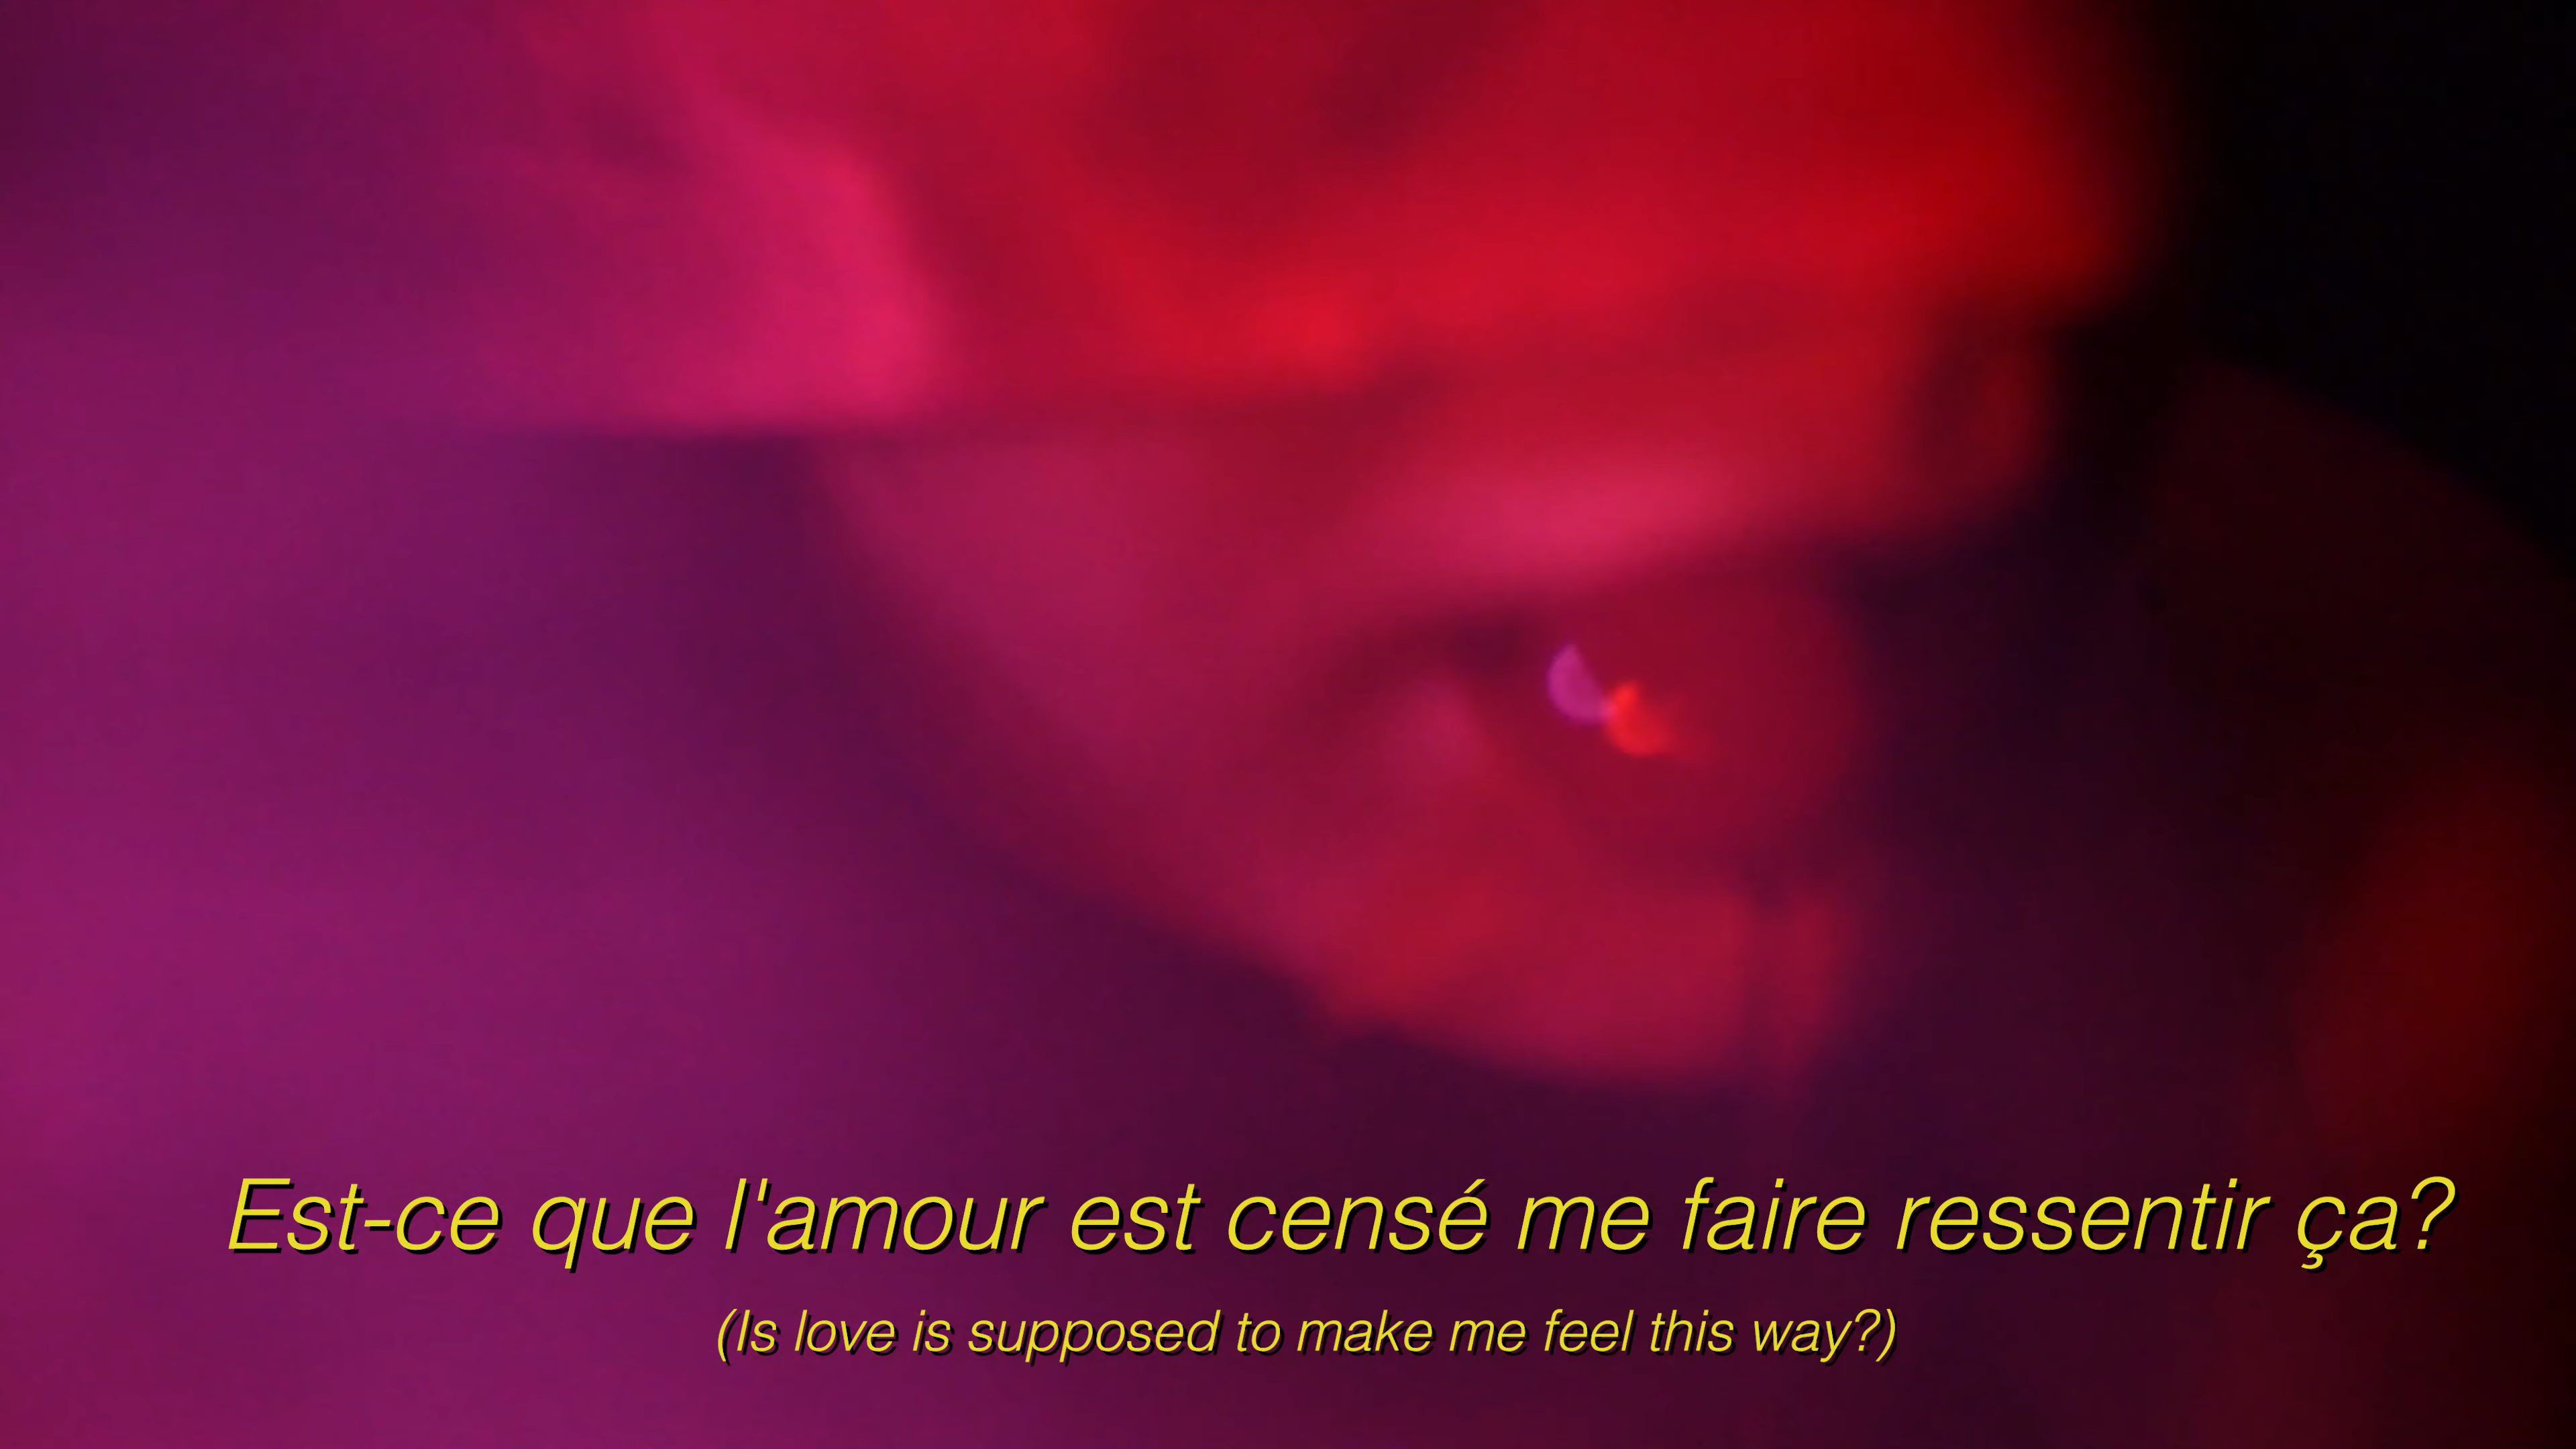 Est-ce que l'amour est censé me faire ressentir ça?
(Is love is supposed to make me feel this way?)